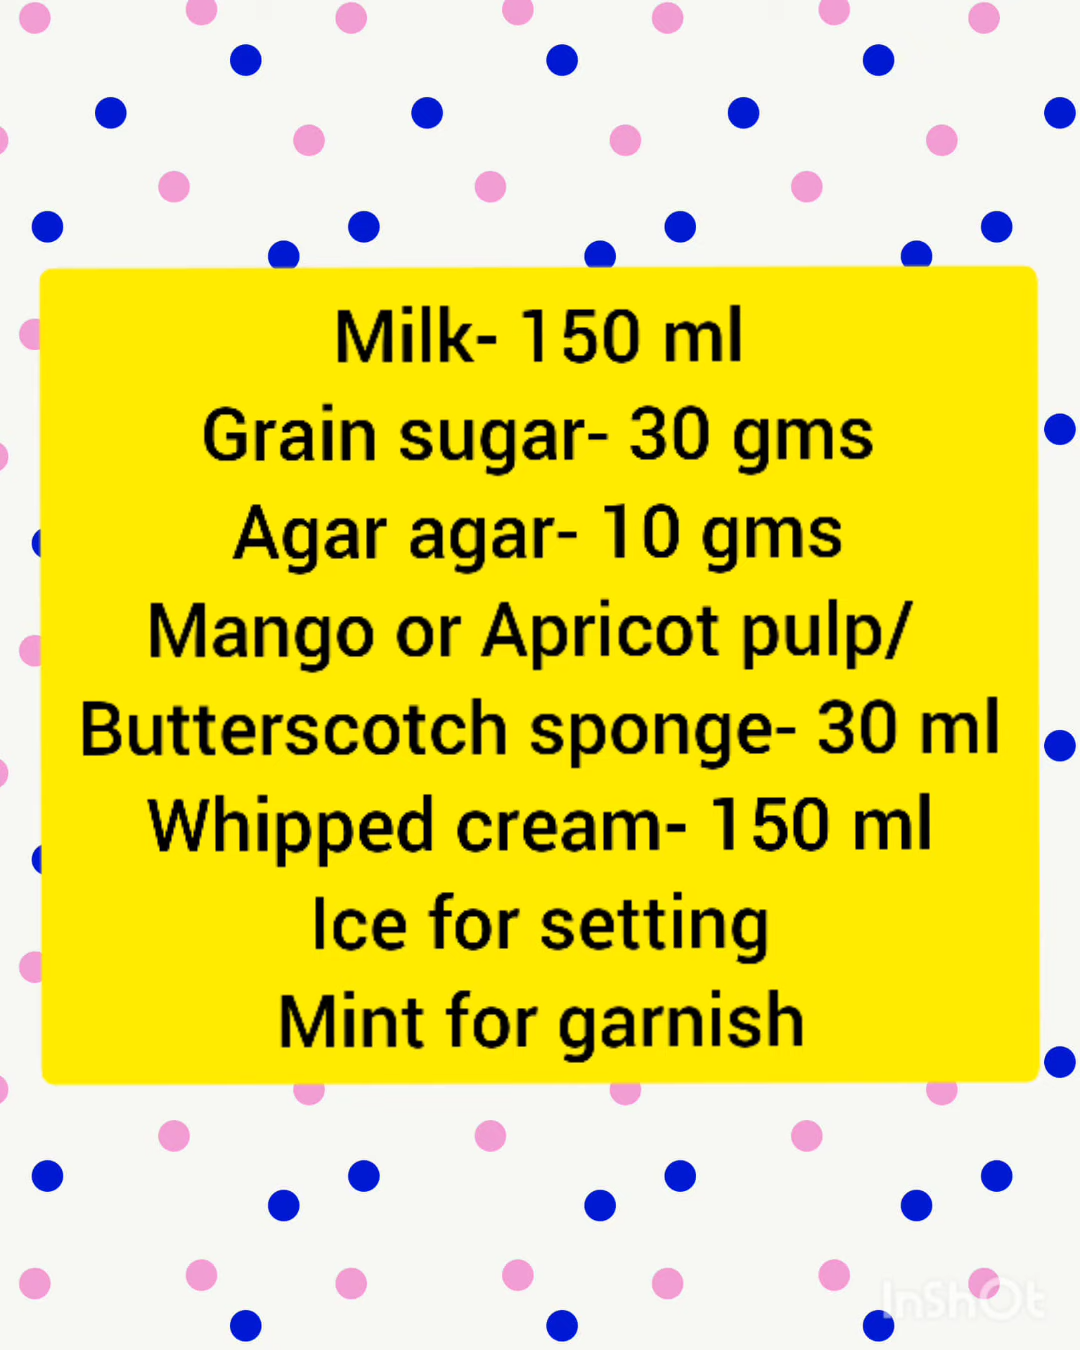 Milk- 150 ml
Grain sugar- 30 gms
Agar agar- 10 gms
Mango or Apricot pulp/
Butterscotch sponge- 30 ml
Whipped cream- 150 ml
Ice for setting
Mint for garnish
InShOt